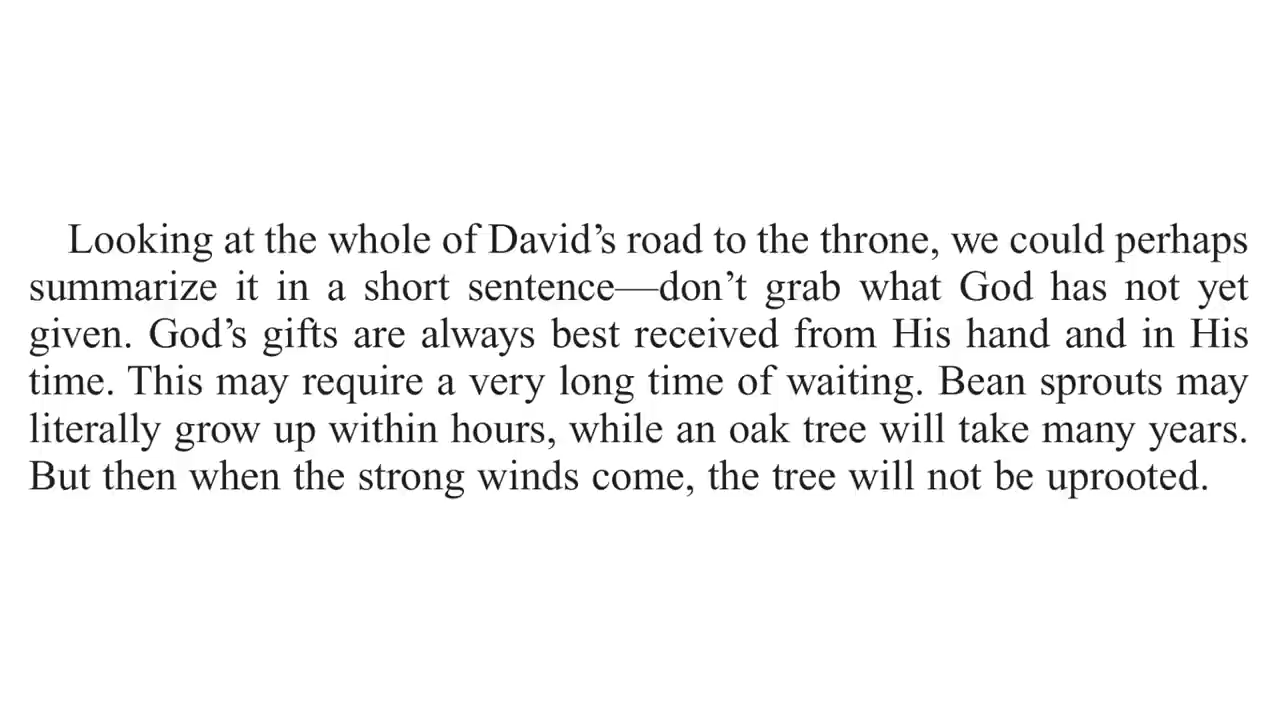 Looking at the whole of David’s road to the throne, we could perhaps
summarize it in a short sentence—don’t grab what God has not yet
given. God’s gifts are always best received from His hand and in His
time. This may require a very long time of waiting. Bean sprouts may
literally grow up within hours, while an oak tree will take many years.
But then when the strong winds come, the tree will not be uprooted.